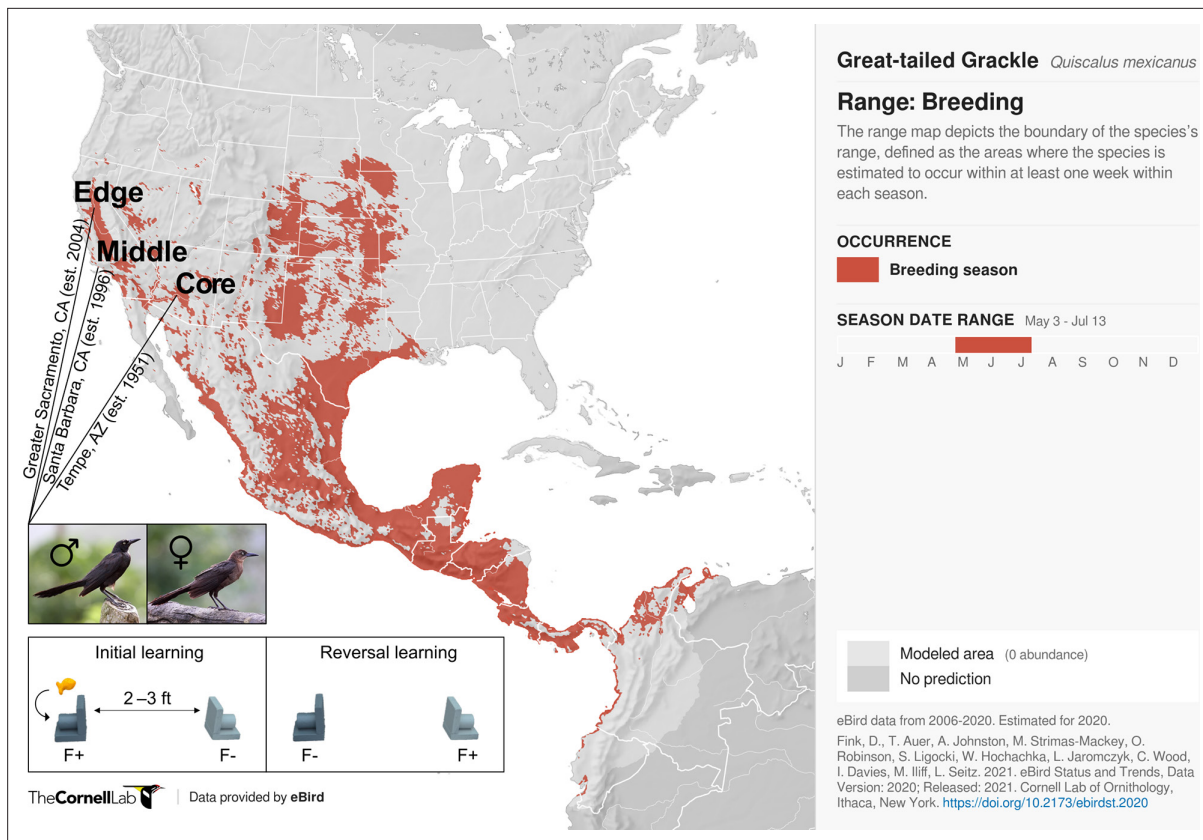 Great-tailed Grackle Quiscalus mexicanus
Range: Breeding
The range map depicts the boundary of the species's
range, defined as the areas where the species is
estimated to occur within at least one week within
each season.
OCCURRENCE
Breeding season
SEASON DATE RANGE May 3 - Jul 13
J F M A M J J A S O N D
Edge
Middle
Core
Greater Sacramento, CA (est. 2004)
Santa Barbara, CA (est. 1996)
Tempe, AZ (est. 1951)
♂ ♀
Initial learning
2 –3 ft
F+ F-
Reversal learning
F- F+
TheCornellLab | Data provided by eBird
Modeled area (0 abundance)
No prediction
eBird data from 2006-2020. Estimated for 2020.
Fink, D., T. Auer, A. Johnston, M. Strimas-Mackey, O.
Robinson, S. Ligocki, W. Hochachka, L. Jaromczyk, C. Wood,
I. Davies, M. Iliff, L. Seitz. 2021. eBird Status and Trends, Data
Version: 2020; Released: 2021. Cornell Lab of Ornithology,
Ithaca, New York. https://doi.org/10.2173/ebirdst.2020